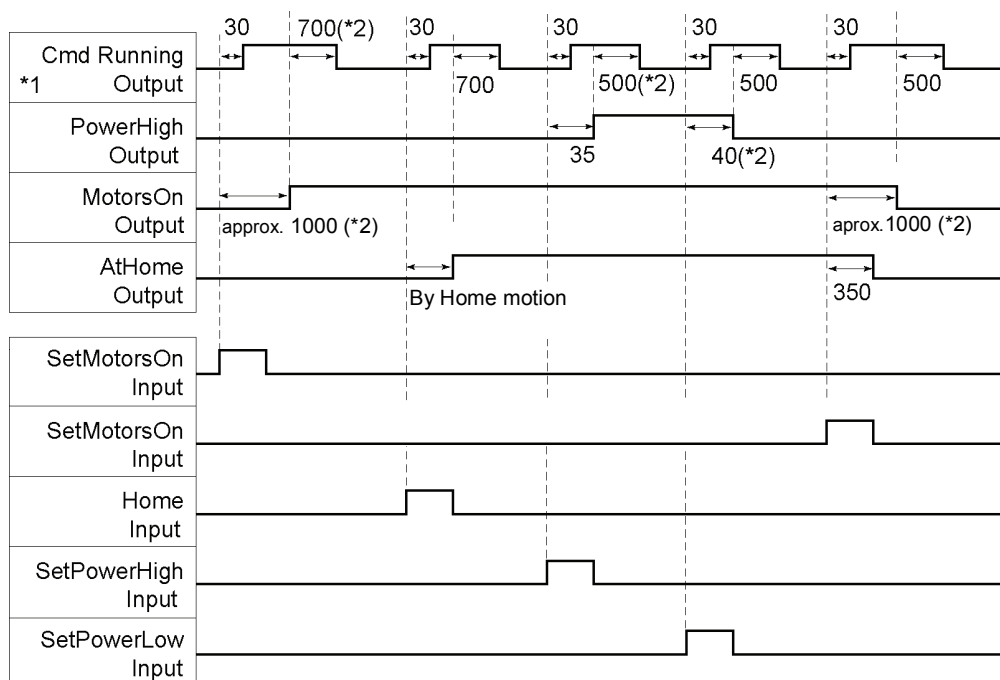 30 700(*2) 30 30 30 30
Cmd Running
*1 Output
700 500(*2) 500 500
PowerHigh
Output
35 40(*2)
MotorsOn
Output
approx. 1000 (*2) aprox.1000 (*2)
AtHome
Output
By Home motion 350
SetMotorsOn
Input
SetMotorsOn
Input
Home
Input
SetPowerHigh
Input
SetPowerLow
Input